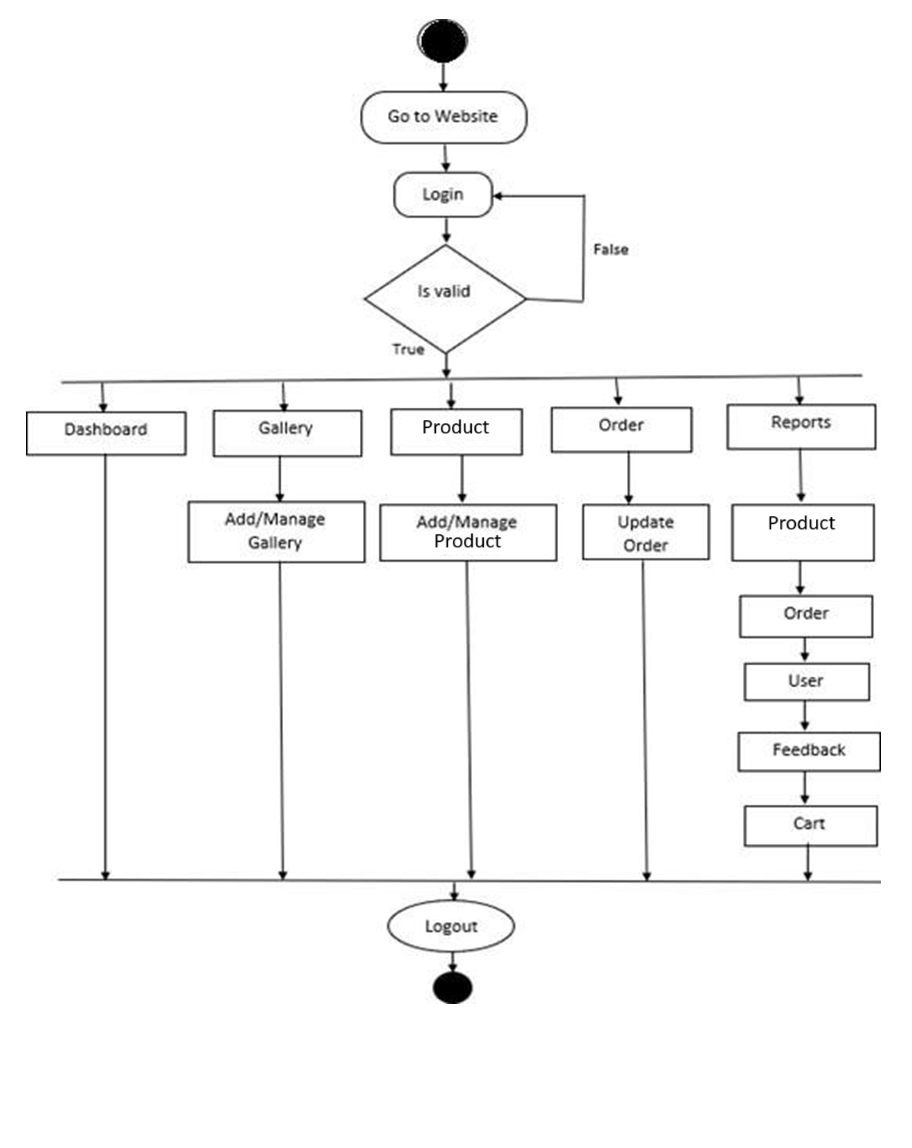 Go to Website
Login
False
Is valid
True
Dashboard
Gallery
Product
Order
Reports
Add/Manage
Gallery
Add/Manage
Product
Update
Order
Product
Order
User
Feedback
Cart
Logout